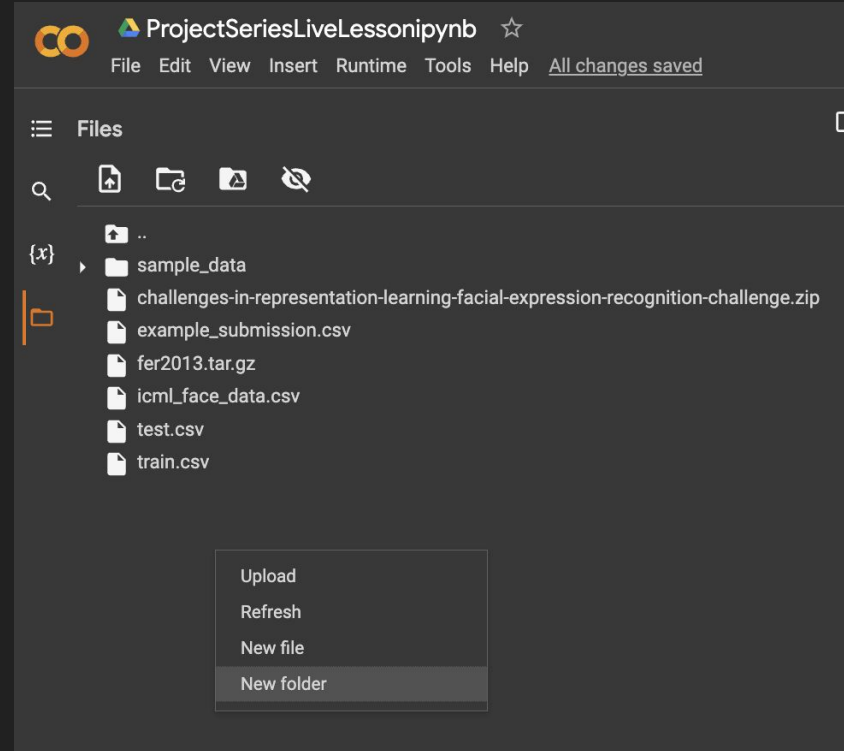 ProjectSeriesLiveLessonipynb
File Edit View Insert Runtime Tools Help All changes saved
Files
..
{x}
sample_data
challenges-in-representation-learning-facial-expression-recognition-challenge.zip
example_submission.csv
fer2013.tar.gz
icml_face_data.csv
test.csv
train.csv
Upload
Refresh
New file
New folder